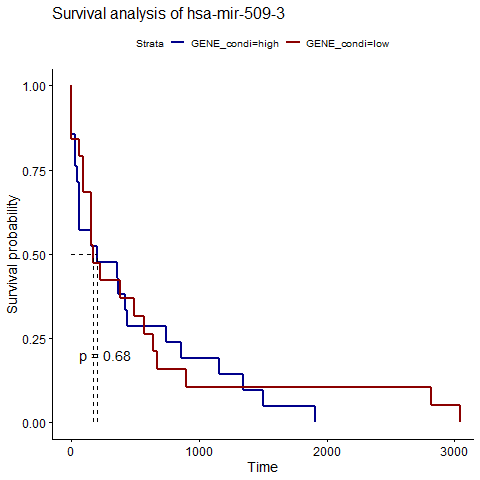 Survival analysis of hsa-mir-509-3
Strata GENE_condi=high GENE_condi=low
1.00
0.75
0.50
0.25
0.00
Survival probability
p = 0.68
0 1000 2000 3000
Time